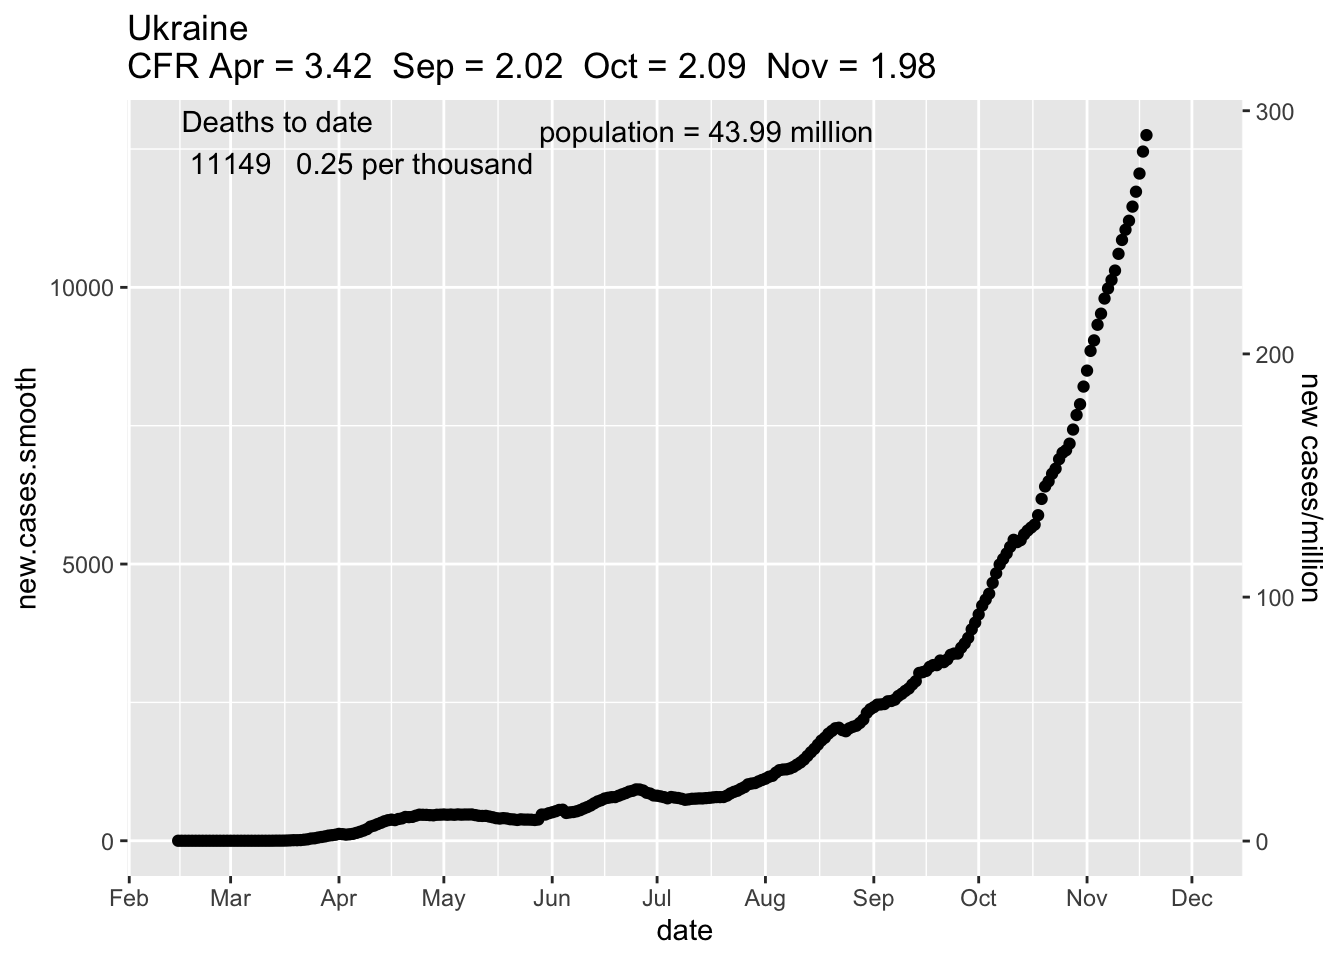 Ukraine
CFR Apr = 3.42  Sep = 2.02  Oct = 2.09  Nov = 1.98
Deaths to date
11149   0.25 per thousand
population = 43.99 million
new.cases.smooth
10000
5000
0
300
200
100
0
new cases/million
Feb Mar Apr May Jun Jul Aug Sep Oct Nov Dec
date